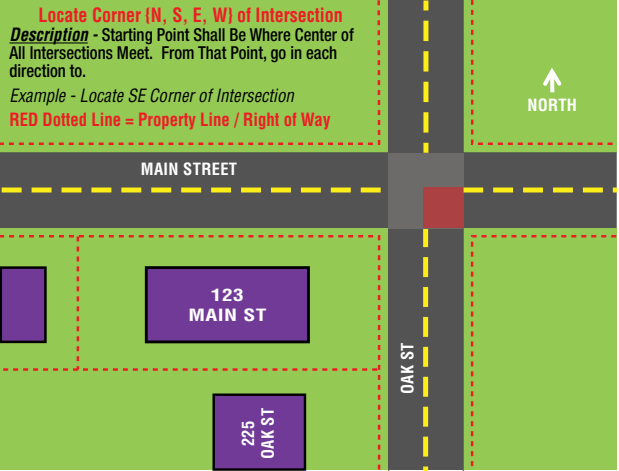 Locate Corner {N, S, E, W} of Intersection
Description - Starting Point Shall Be Where Center of
All Intersections Meet. From That Point, go in each
direction to.
Example - Locate SE Corner of Intersection
RED Dotted Line = Property Line / Right of Way
NORTH
MAIN STREET
123
MAIN ST
OAK ST
225
OAK ST